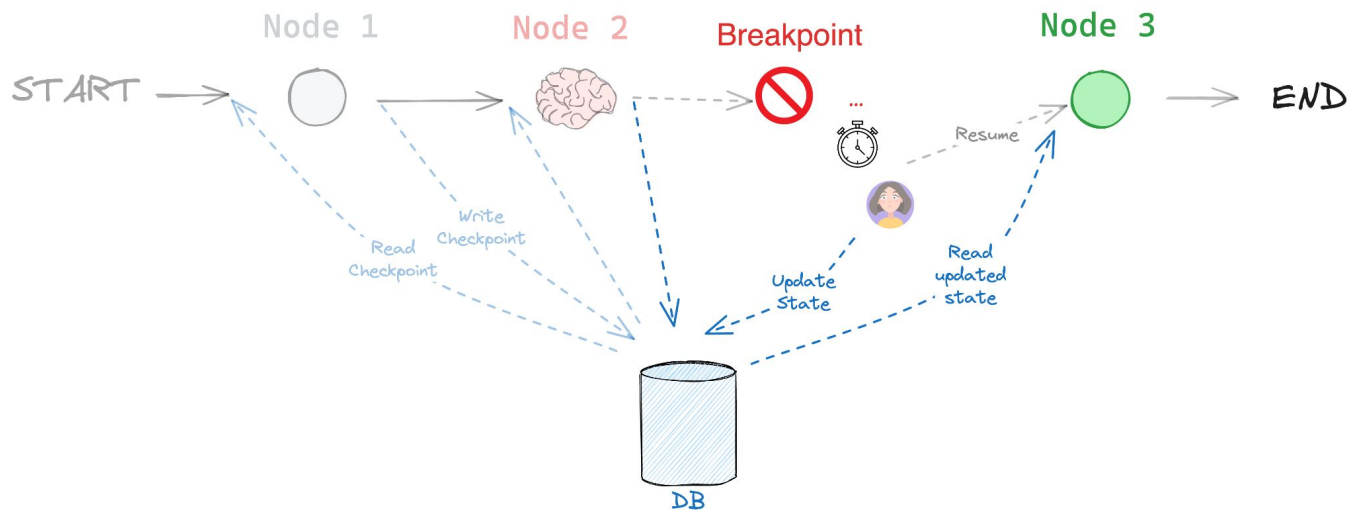 Node 1
Node 2
Breakpoint
Node 3
START
...
END
Resume
Write
Checkpoint
Read
Checkpoint
Update
State
Read
updated
state
DB